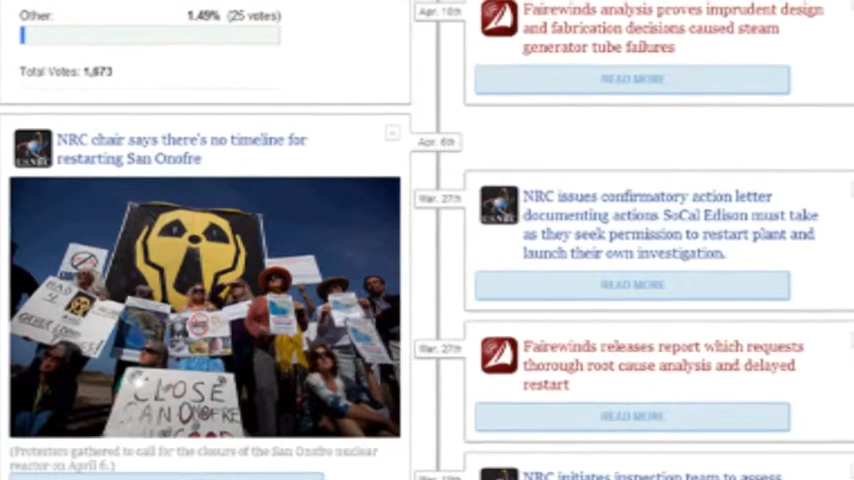 Other: 1.49% (25 votes)
Total Votes: 1,673
NRC chair says there's no timeline for
restarting San Onofre
CLOSE
SAN ONOFRE
(Protestors gathered to call for the closure of the San Onofre nuclear
reactor on April 6.)
Apr. 10th
Fairewinds analysis proves imprudent design
and fabrication decisions caused steam
generator tube failures
READ MORE
Apr. 6th
Mar. 27th
NRC issues confirmatory action letter
documenting actions SoCal Edison must take
as they seek permission to restart plant and
launch their own investigation.
READ MORE
Mar. 27th
Fairewinds releases report which requests
thorough root cause analysis and delayed
restart
READ MORE
NRC initiates inspection team to assess